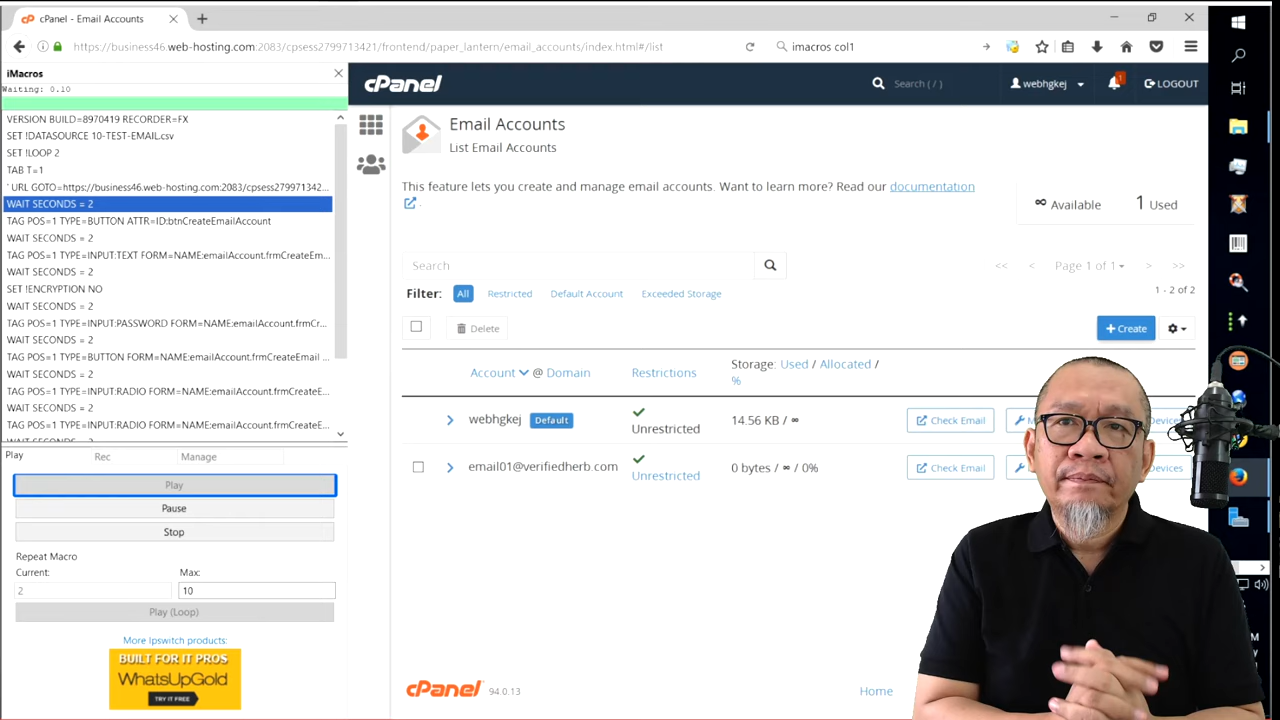 cPanel - Email Accounts
https://business46.web-hosting.com:2083/cpsess2799713421/frontend/paper_lantern/email_accounts/index.html#/list
imacros col1
iMacros
Waiting: 0.10
VERSION BUILD=8970419 RECORDER=FX
SET !DATASOURCE 10-TEST-EMAIL.csv
SET !LOOP 2
TAB T=1
' URL GOTO=https://business46.web-hosting.com:2083/cpsess279971342...
WAIT SECONDS = 2
TAG POS=1 TYPE=BUTTON ATTR=ID:btnCreateEmailAccount
WAIT SECONDS = 2
TAG POS=1 TYPE=INPUT:TEXT FORM=NAME:emailAccount.frmCreateEm...
WAIT SECONDS = 2
SET !ENCRYPTION NO
WAIT SECONDS = 2
TAG POS=1 TYPE=INPUT:PASSWORD FORM=NAME:emailAccount.frmCr...
WAIT SECONDS = 2
TAG POS=1 TYPE=BUTTON FORM=NAME:emailAccount.frmCreateEmail ...
WAIT SECONDS = 2
TAG POS=1 TYPE=INPUT:RADIO FORM=NAME:emailAccount.frmCreateE...
WAIT SECONDS = 2
TAG POS=1 TYPE=INPUT:RADIO FORM=NAME:emailAccount.frmCreateE...
WAIT SECONDS = 2
Play Rec Manage
Play
Pause
Stop
Repeat Macro
Current: Max:
2 10
Play (Loop)
More Ipswitch products:
BUILT FOR IT PROS
WhatsUpGold
TRY IT FREE
cPanel
Search ( / )
webhgkej
1
LOGOUT
Email Accounts
List Email Accounts
This feature lets you create and manage email accounts. Want to learn more? Read our documentation
.
∞ Available 1 Used
Search
<< < Page 1 of 1 > >>
Filter: All Restricted Default Account Exceeded Storage
1 - 2 of 2
Delete
+ Create
Account @ Domain Restrictions Storage: Used / Allocated /
%
webhgkej Default Unrestricted 14.56 KB / ∞ Check Email Devices
email01@verifiedherb.com Unrestricted 0 bytes / ∞ / 0% Check Email Devices
cPanel 94.0.13
Home